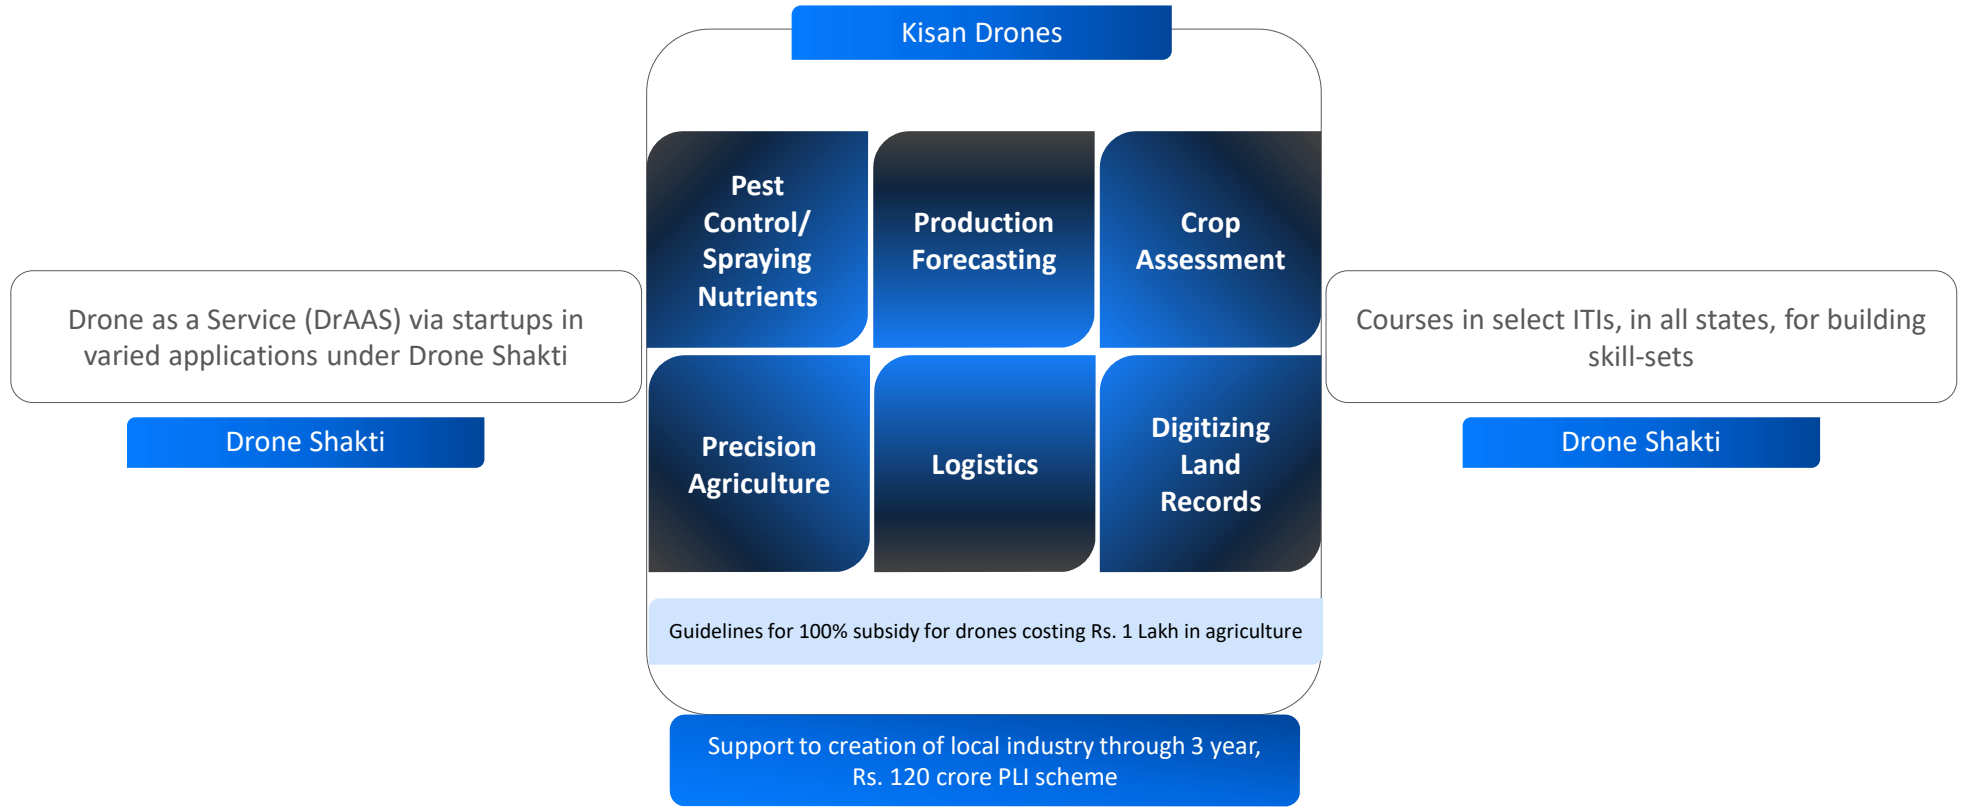 Kisan Drones
Pest
Control/
Spraying
Nutrients
Production
Forecasting
Crop
Assessment
Drone as a Service (DrAAS) via startups in
varied applications under Drone Shakti
Drone Shakti
Courses in select ITIs, in all states, for building
skill-sets
Drone Shakti
Precision
Agriculture
Logistics
Digitizing
Land
Records
Guidelines for 100% subsidy for drones costing Rs. 1 Lakh in agriculture
Support to creation of local industry through 3 year,
Rs. 120 crore PLI scheme